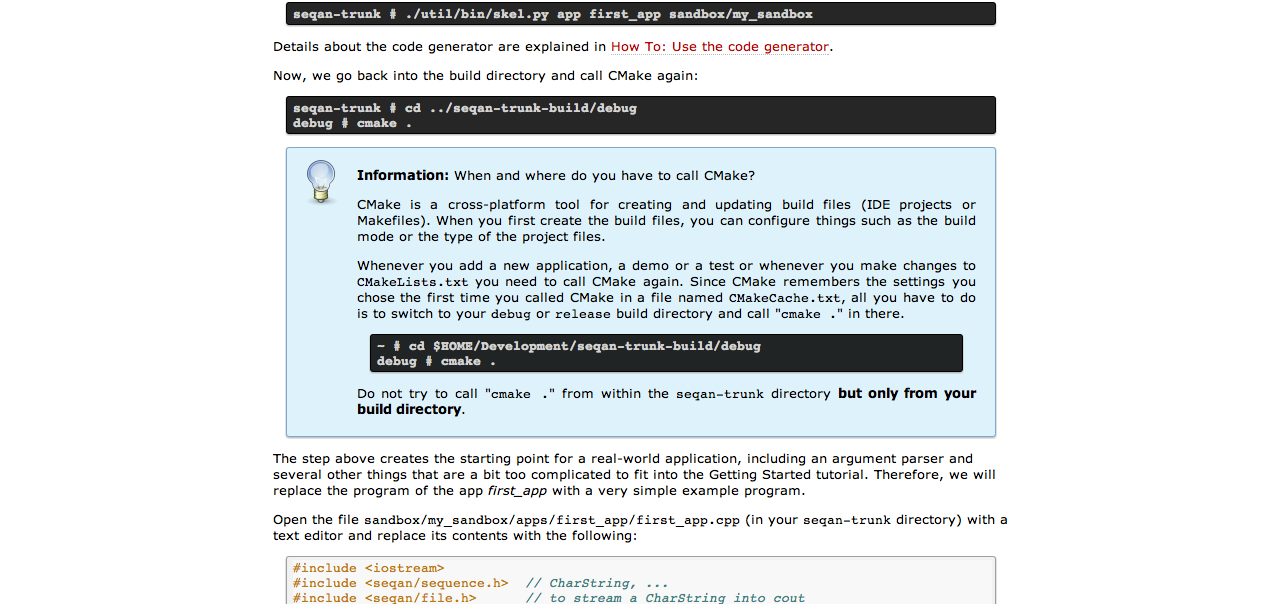 seqan-trunk # ./util/bin/skel.py app first_app sandbox/my_sandbox
Details about the code generator are explained in How To: Use the code generator.
Now, we go back into the build directory and call CMake again:
seqan-trunk # cd ../seqan-trunk-build/debug
debug # cmake .
Information: When and where do you have to call CMake?
CMake is a cross-platform tool for creating and updating build files (IDE projects or
Makefiles). When you first create the build files, you can configure things such as the build
mode or the type of the project files.
Whenever you add a new application, a demo or a test or whenever you make changes to
CMakeLists.txt you need to call CMake again. Since CMake remembers the settings you
chose the first time you called CMake in a file named CMakeCache.txt, all you have to do
is to switch to your debug or release build directory and call "cmake ." in there.
~ # cd $HOME/Development/seqan-trunk-build/debug
debug # cmake .
Do not try to call "cmake ." from within the seqan-trunk directory but only from your
build directory.
The step above creates the starting point for a real-world application, including an argument parser and
several other things that are a bit too complicated to fit into the Getting Started tutorial. Therefore, we will
replace the program of the app first_app with a very simple example program.
Open the file sandbox/my_sandbox/apps/first_app/first_app.cpp (in your seqan-trunk directory) with a
text editor and replace its contents with the following:
#include <iostream>
#include <seqan/sequence.h>  // CharString, ...
#include <seqan/file.h>      // to stream a CharString into cout